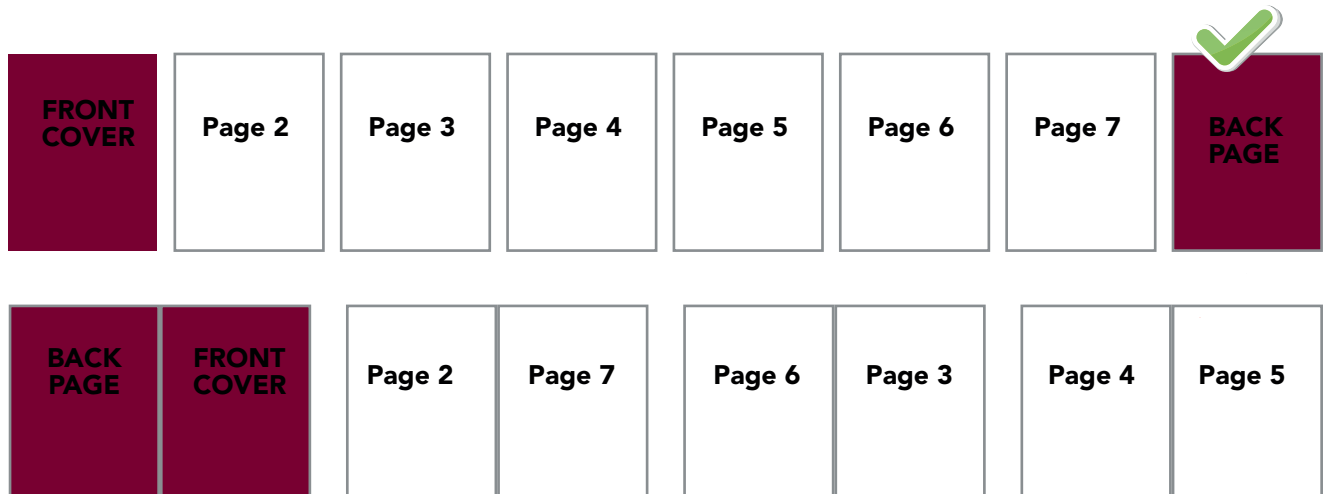 FRONT
COVER
Page 2
Page 3
Page 4
Page 5
Page 6
Page 7
BACK
PAGE
BACK
PAGE
FRONT
COVER
Page 2
Page 7
Page 6
Page 3
Page 4
Page 5